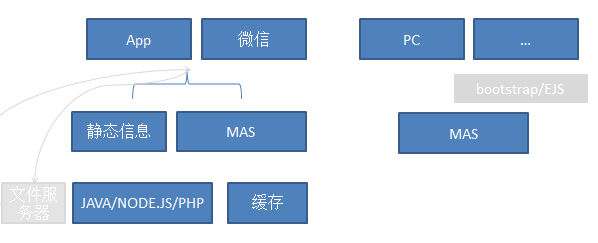 App
微信
PC
...
bootstrap/EJS
静态信息
MAS
MAS
文件服
务器
JAVA/NODE.JS/PHP
缓存